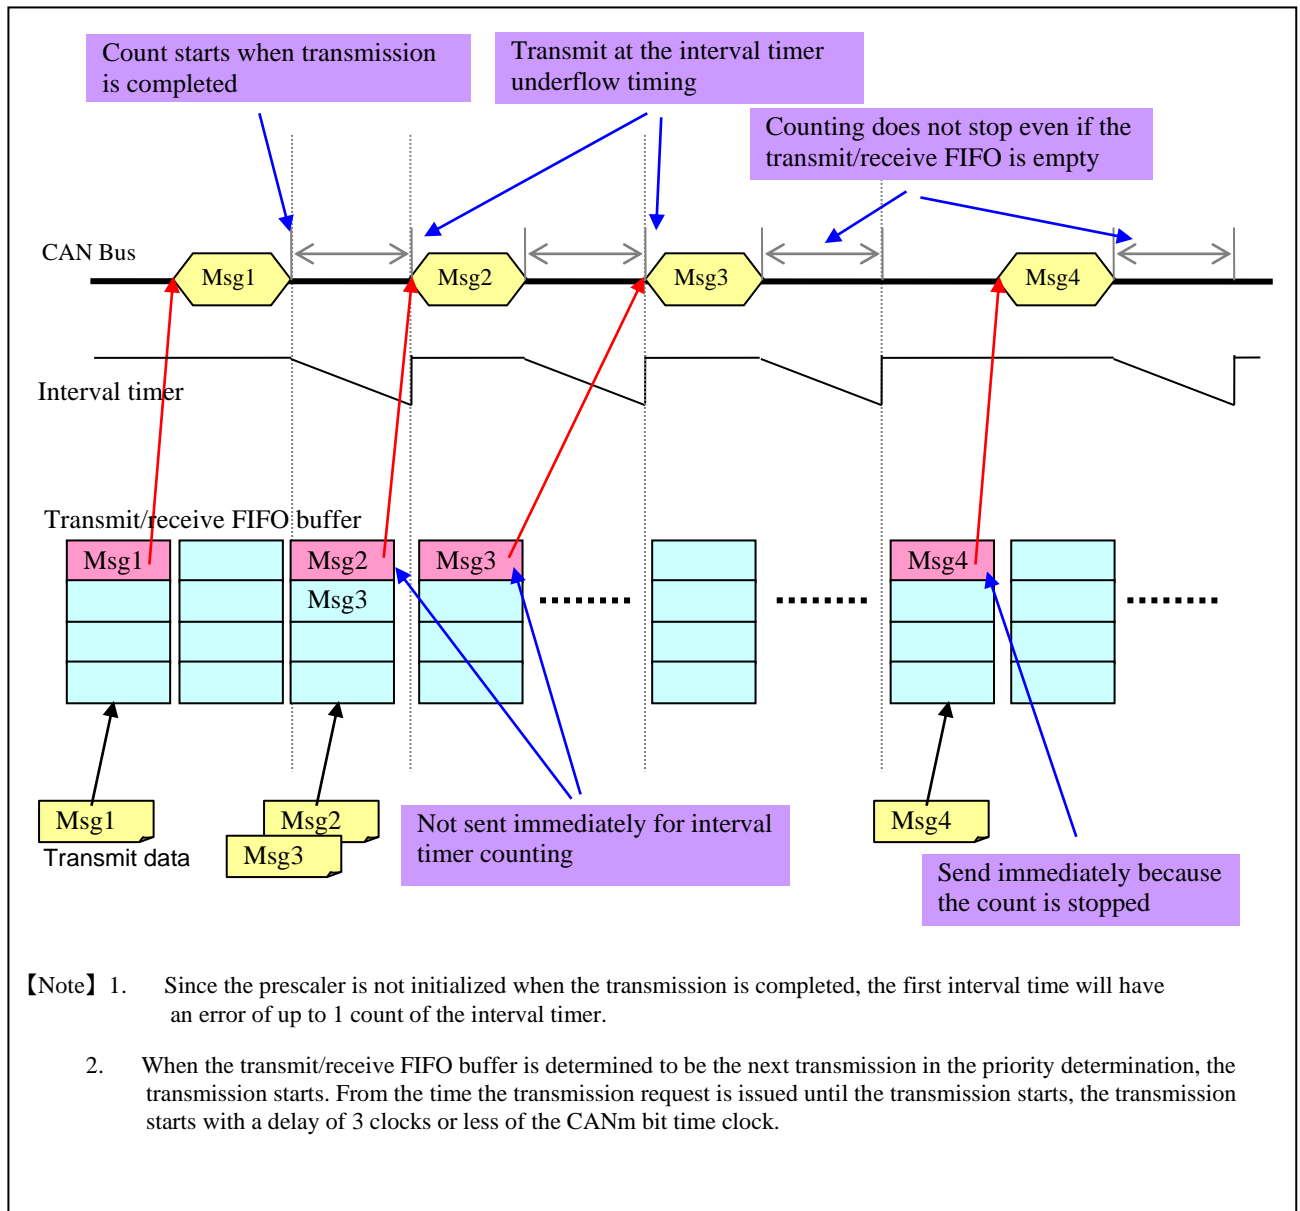 Count starts when transmission
is completed
Transmit at the interval timer
underflow timing
Counting does not stop even if the
transmit/receive FIFO is empty
CAN Bus
Msg1
Msg2
Msg3
Msg4
Interval timer
Transmit/receive FIFO buffer
Msg1
Msg2
Msg3
Msg4
Msg3
Msg1
Msg2
Msg4
Transmit data
Msg3
Not sent immediately for interval
timer counting
Send immediately because
the count is stopped
【Note】1. Since the prescaler is not initialized when the transmission is completed, the first interval time will have
an error of up to 1 count of the interval timer.
2. When the transmit/receive FIFO buffer is determined to be the next transmission in the priority determination, the
transmission starts. From the time the transmission request is issued until the transmission starts, the transmission
starts with a delay of 3 clocks or less of the CANm bit time clock.